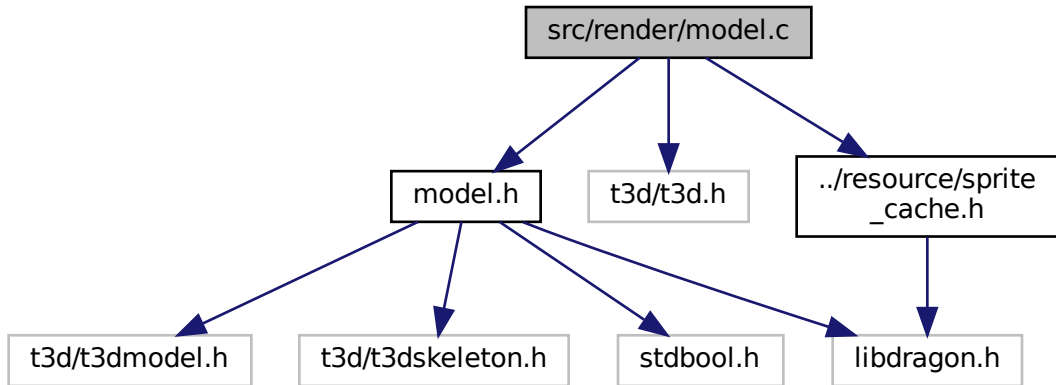 src/render/model.c
model.h
t3d/t3d.h
../resource/sprite
_cache.h
t3d/t3dmodel.h
t3d/t3dskeleton.h
stdbool.h
libdragon.h